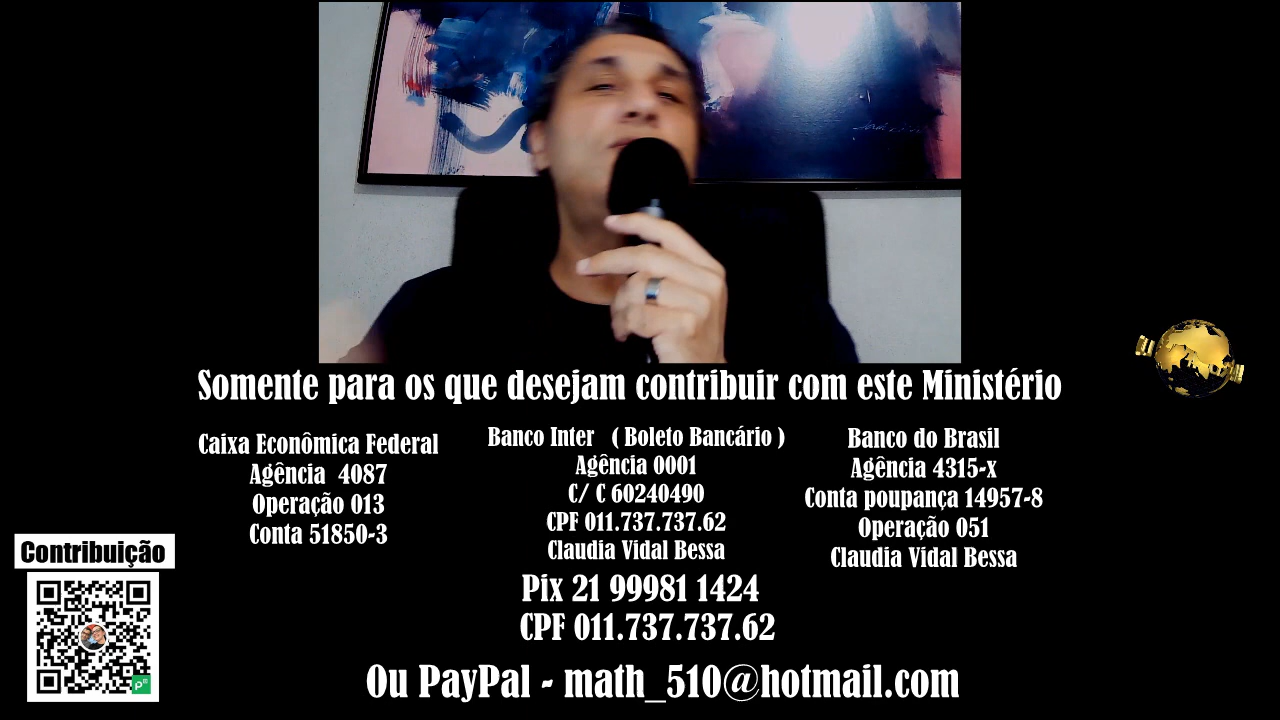 Somente para os que desejam contribuir com este Ministério
Caixa Econômica Federal
Agência 4087
Operação 013
Conta 51850-3
Banco Inter ( Boleto Bancário )
Agência 0001
C/ C 60240490
CPF 011.737.737.62
Claudia Vidal Bessa
Banco do Brasil
Agência 4315-x
Conta poupança 14957-8
Operação 051
Claudia Vidal Bessa
Pix 21 99981 1424
CPF 011.737.737.62
Contribuição
Ou PayPal - math_510@hotmail.com